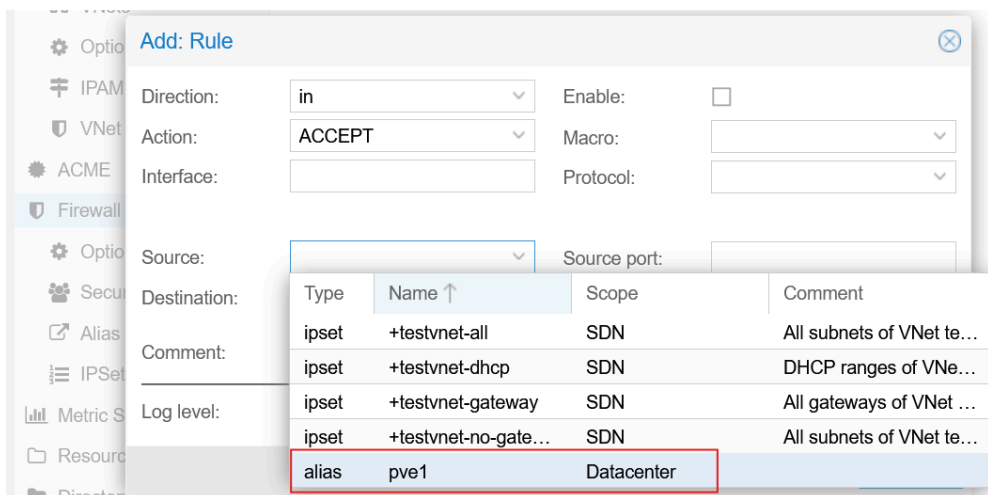 VNets
Optio
IPAM
VNet
ACME
Firewall
Optio
Secur
Alias
IPSet
Metric S
Resourc
Add: Rule
Direction: in Enable:
Action: ACCEPT Macro:
Interface: Protocol:
Source: Source port:
Destination:
Comment:
Log level:
Type Name ↑ Scope Comment
ipset +testvnet-all SDN All subnets of VNet te…
ipset +testvnet-dhcp SDN DHCP ranges of VNe…
ipset +testvnet-gateway SDN All gateways of VNet …
ipset +testvnet-no-gate… SDN All subnets of VNet te…
alias pve1 Datacenter